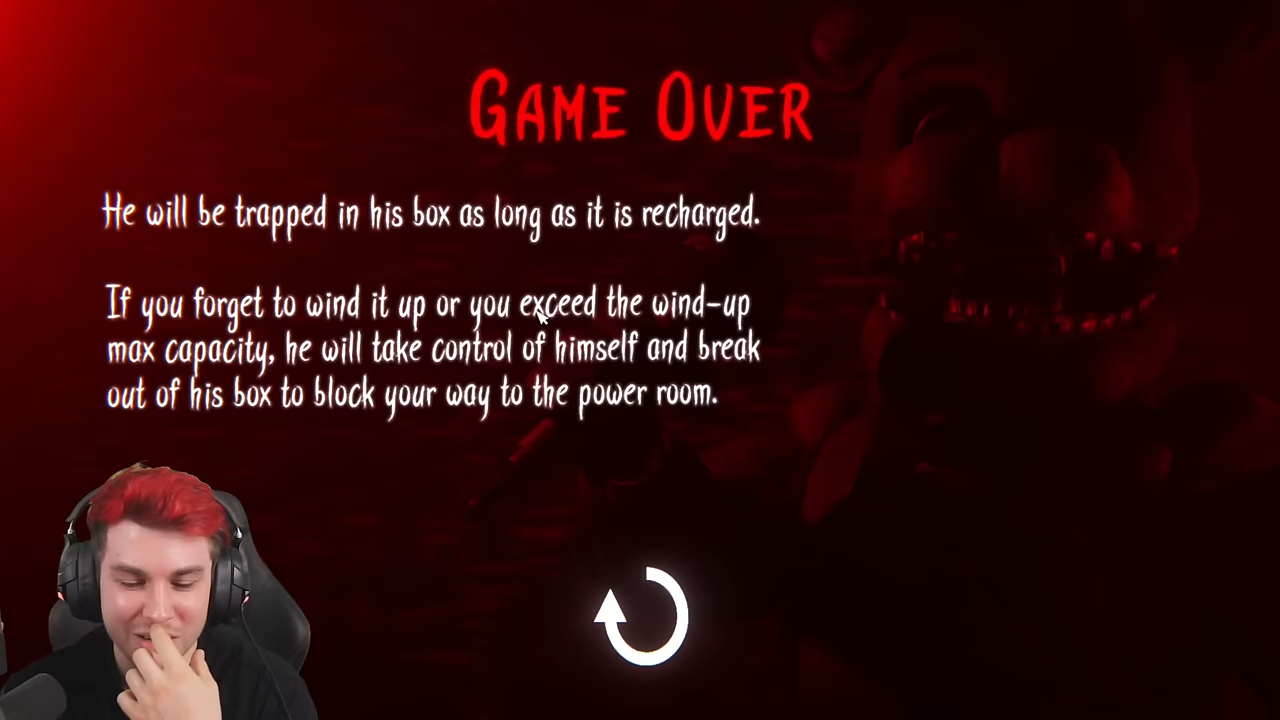 GAME OVER
He will be trapped in his box as long as it is recharged.
If you forget to wind it up or you exceed the wind-up
max capacity, he will take control of himself and break
out of his box to block your way to the power room.